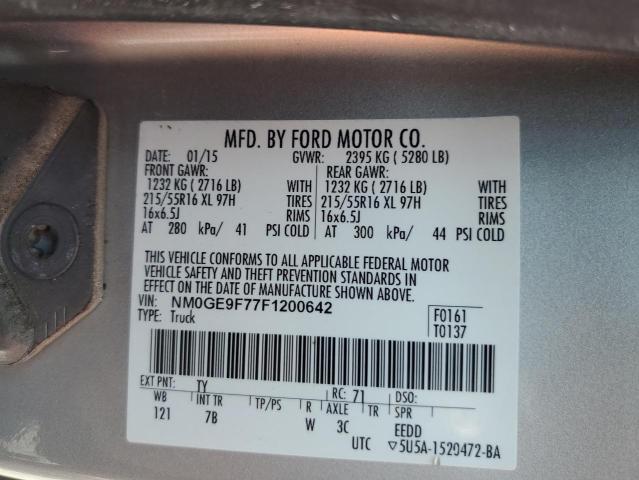 MFD. BY FORD MOTOR CO.
DATE: 01/15 GVWR: 2395 KG ( 5280 LB)
FRONT GAWR: REAR GAWR:
1232 KG (2716 LB) WITH 1232 KG (2716 LB) WITH
215/55R16 XL 97H TIRES 215/55R16 XL 97H TIRES
16x6.5J RIMS 16x6.5J RIMS
AT 280 kPa/ 41 PSI COLD AT 300 kPa/ 44 PSI COLD
THIS VEHICLE CONFORMS TO ALL APPLICABLE FEDERAL MOTOR
VEHICLE SAFETY AND THEFT PREVENTION STANDARDS IN
EFFECT ON THE DATE OF MANUFACTURE SHOWN ABOVE.
VIN: NM0GE9F77F1200642
TYPE: Truck
F0161
T0137
EXT PNT: TY RC: 71 DSO:
WB INT TR TP/PS R AXLE TR SPR
121 7B W 3C EEDD
UTC ▽5U5A-1520472-BA